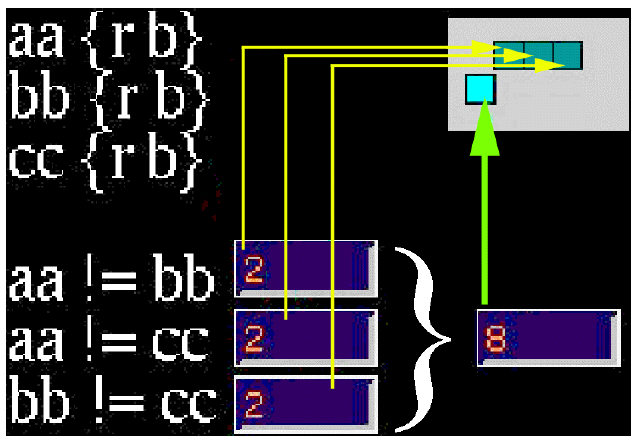 aa {r b}
bb {r b}
cc {r b}
aa != bb 2
aa != cc 2 8
bb != cc 2